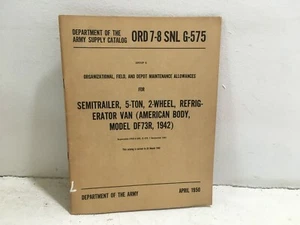 DEPARTMENT OF THE
ARMY SUPPLY CATALOG
ORD 7-8 SNL G-575
ORGANIZATIONAL, FIELD, AND DEPOT MAINTENANCE ALLOWANCES
FOR
SEMITRAILER, 5-TON, 2-WHEEL, REFRIG-
ERATOR VAN (AMERICAN BODY,
MODEL DF73R, 1942)
DEPARTMENT OF THE ARMY
APRIL 1950